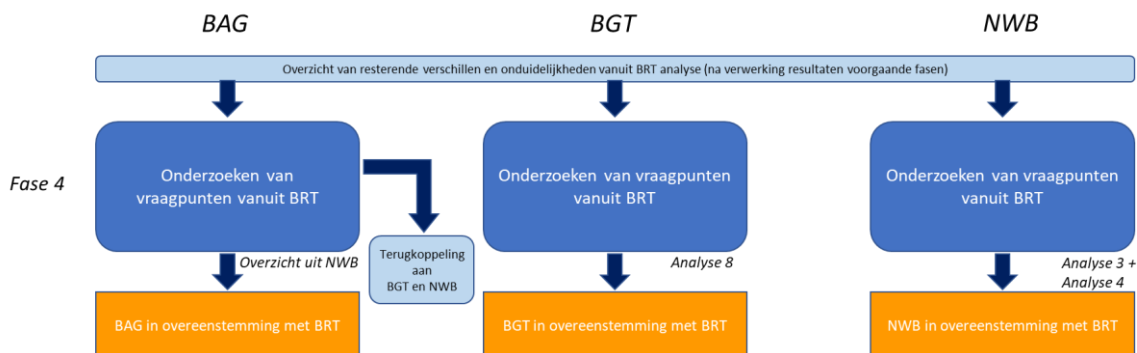 BAG
BGT
NWB
Overzicht van resterende verschillen en onduidelijkheden vanuit BRT analyse (na verwerking resultaten voorgaande fasen)
Fase 4
Onderzoeken van
vraagpunten vanuit BRT
Onderzoeken van vraagpunten
vanuit BRT
Onderzoeken van vraagpunten
vanuit BRT
Overzicht uit NWB
Terugkoppeling
aan
BGT en NWB
Analyse 8
Analyse 3 +
Analyse 4
BAG in overeenstemming met BRT
BGT in overeenstemming met BRT
NWB in overeenstemming met BRT